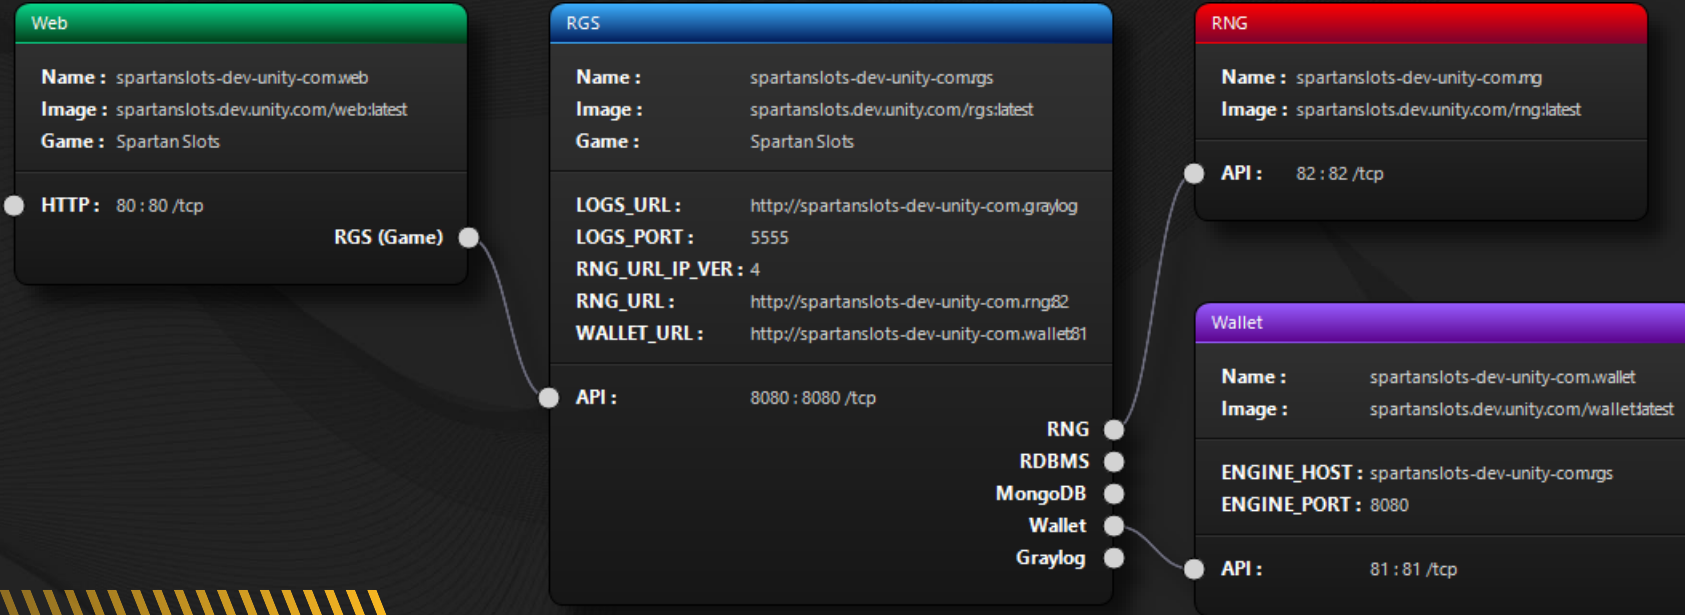 Web
Name : spartanslots-dev-unity-com.web
Image : spartanslots.dev.unity.com/web:latest
Game : Spartan Slots
HTTP : 80 : 80 /tcp
RGS (Game)
RGS
Name : spartanslots-dev-unity-com.rgs
Image : spartanslots.dev.unity.com/rgs:latest
Game : Spartan Slots
LOGS_URL : http://spartanslots-dev-unity-com.graylog
LOGS_PORT : 5555
RNG_URL_IP_VER : 4
RNG_URL : http://spartanslots-dev-unity-com.rng:82
WALLET_URL : http://spartanslots-dev-unity-com.wallet:81
API : 8080 : 8080 /tcp
RNG
RDBMS
MongoDB
Wallet
Graylog
RNG
Name : spartanslots-dev-unity-com.rng
Image : spartanslots.dev.unity.com/rng:latest
API : 82 : 82 /tcp
Wallet
Name : spartanslots-dev-unity-com.wallet
Image : spartanslots.dev.unity.com/wallet:latest
ENGINE_HOST : spartanslots-dev-unity-com.rgs
ENGINE_PORT : 8080
API : 81 : 81 /tcp